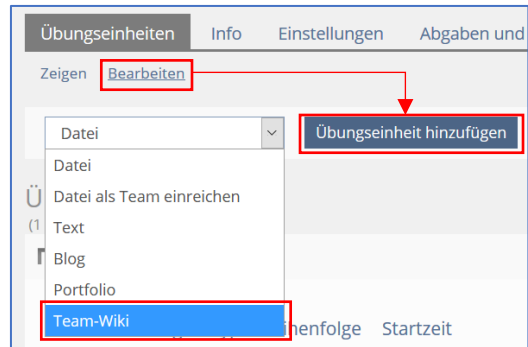 Übungseinheiten Info Einstellungen Abgaben und
Zeigen Bearbeiten
Datei Übungseinheit hinzufügen
Datei
Datei als Team einreichen
Text
Blog
Portfolio
Team-Wiki
Startzeit